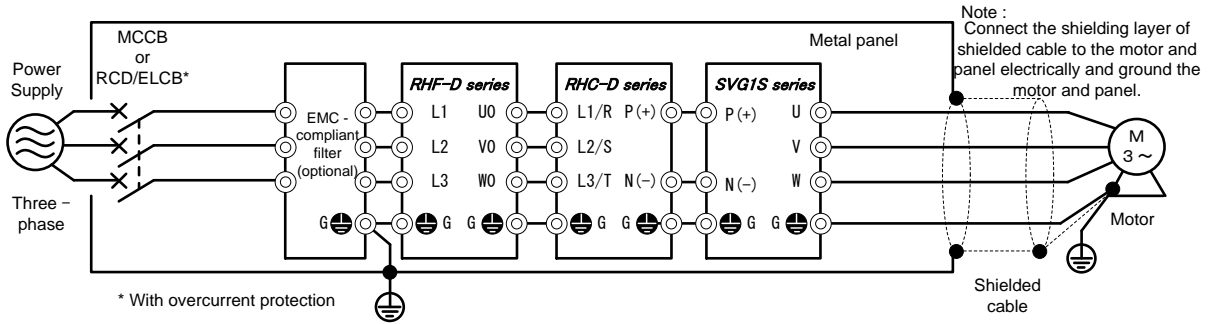 Note :
Connect the shielding layer of
shielded cable to the motor and
panel electrically and ground the
motor and panel.
MCCB
or
RCD/ELCB*
Metal panel
Power
Supply
Three-
phase
EMC -
compliant
filter
(optional)
G
RHF-D series
L1 U0
L2 V0
L3 W0
G G
RHC-D series
L1/R P(+)
L2/S
L3/T N(-)
G G
SVG1S series
P(+) U
V
N(-) W
G G
M
3~
Motor
Shielded
cable
* With overcurrent protection